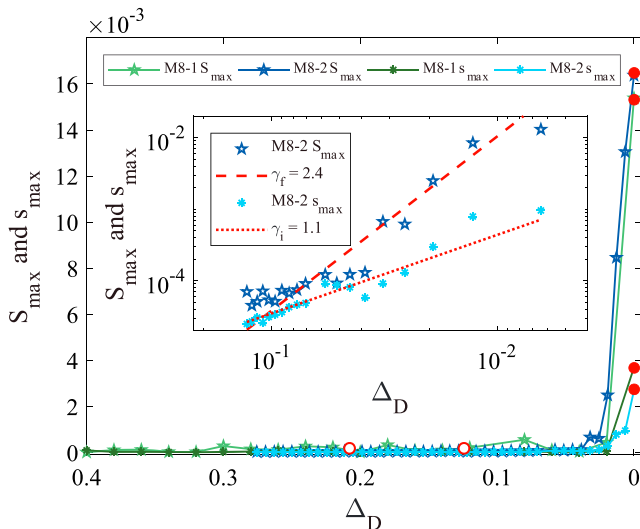 ×10⁻³
M8-1 S_max M8-2 S_max M8-1 s_max M8-2 s_max
16
14
12
10
8
6
4
2
0
S_max and s_max
0.4 0.3 0.2 0.1 0
Δ_D
M8-2 S_max
γ_f = 2.4
M8-2 s_max
γ_i = 1.1
10⁻²
10⁻⁴
S_max and s_max
10⁻¹ 10⁻²
Δ_D